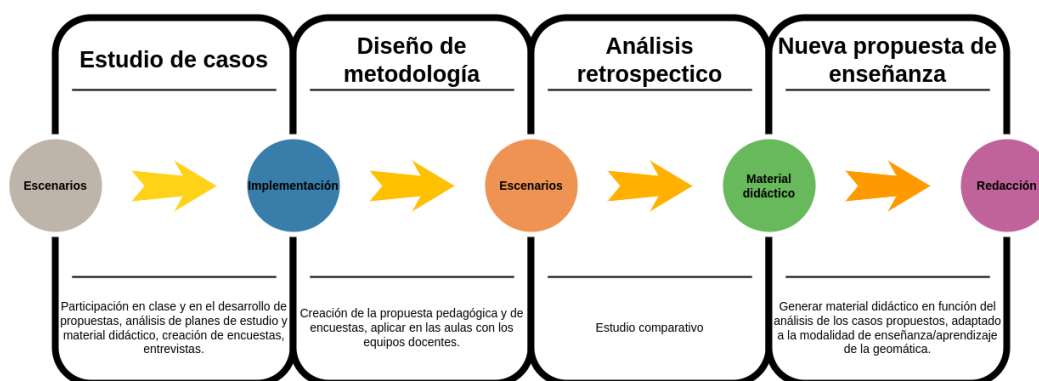 Estudio de casos
Diseño de
metodología
Análisis
retrospectico
Nueva propuesta de
enseñanza
Escenarios
Implementación
Escenarios
Material
didáctico
Redacción
Participación en clase y en el desarrollo de
propuestas, análisis de planes de estudio y
material didáctico, creación de encuestas,
entrevistas.
Creación de la propuesta pedagógica y de
encuestas, aplicar en las aulas con los
equipos docentes.
Estudio comparativo
Generar material didáctico en función del
análisis de los casos propuestos, adaptado
a la modalidad de enseñanza/aprendizaje
de la geomática.